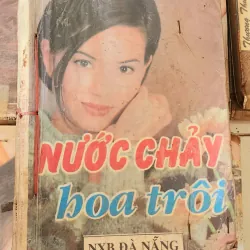 NƯỚC CHẢY
hoa trôi
NXB ĐÀ NẴNG